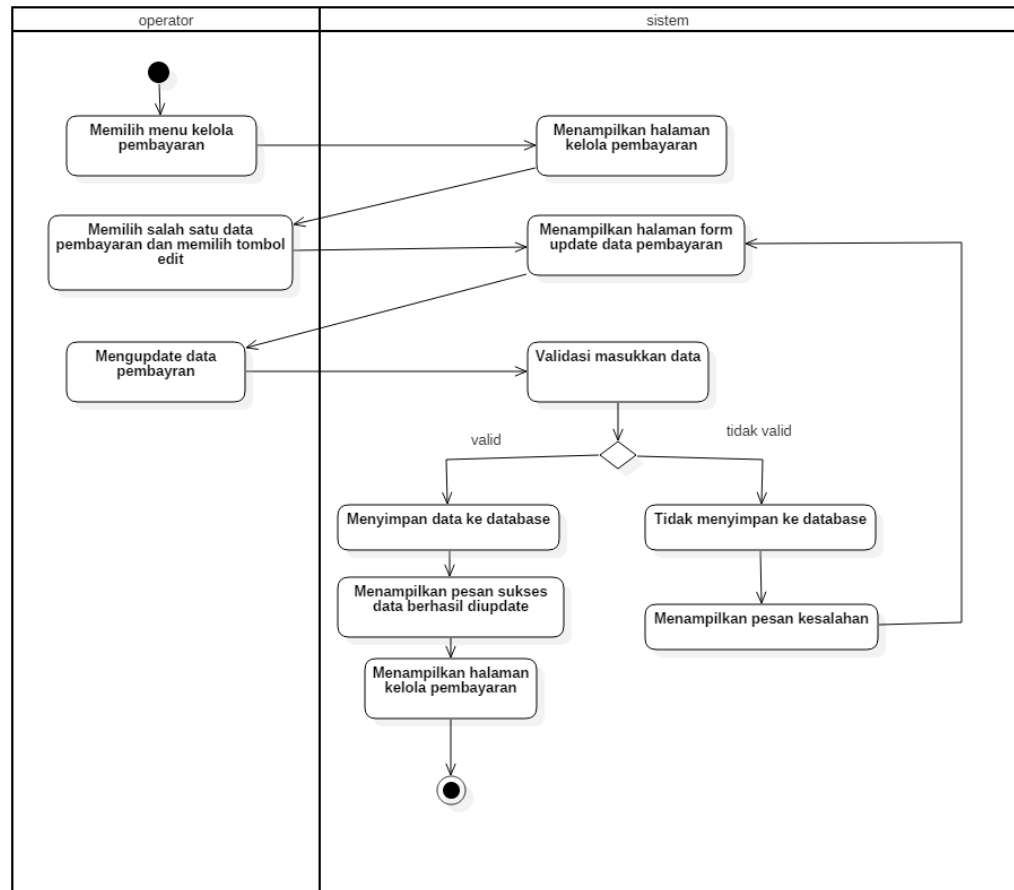 operator
sistem
Memilih menu kelola
pembayaran
Menampilkan halaman
kelola pembayaran
Memilih salah satu data
pembayaran dan memilih tombol
edit
Menampilkan halaman form
update data pembayaran
Mengupdate data
pembayran
Validasi masukkan data
valid
tidak valid
Menyimpan data ke database
Tidak menyimpan ke database
Menampilkan pesan sukses
data berhasil diupdate
Menampilkan pesan kesalahan
Menampilkan halaman
kelola pembayaran